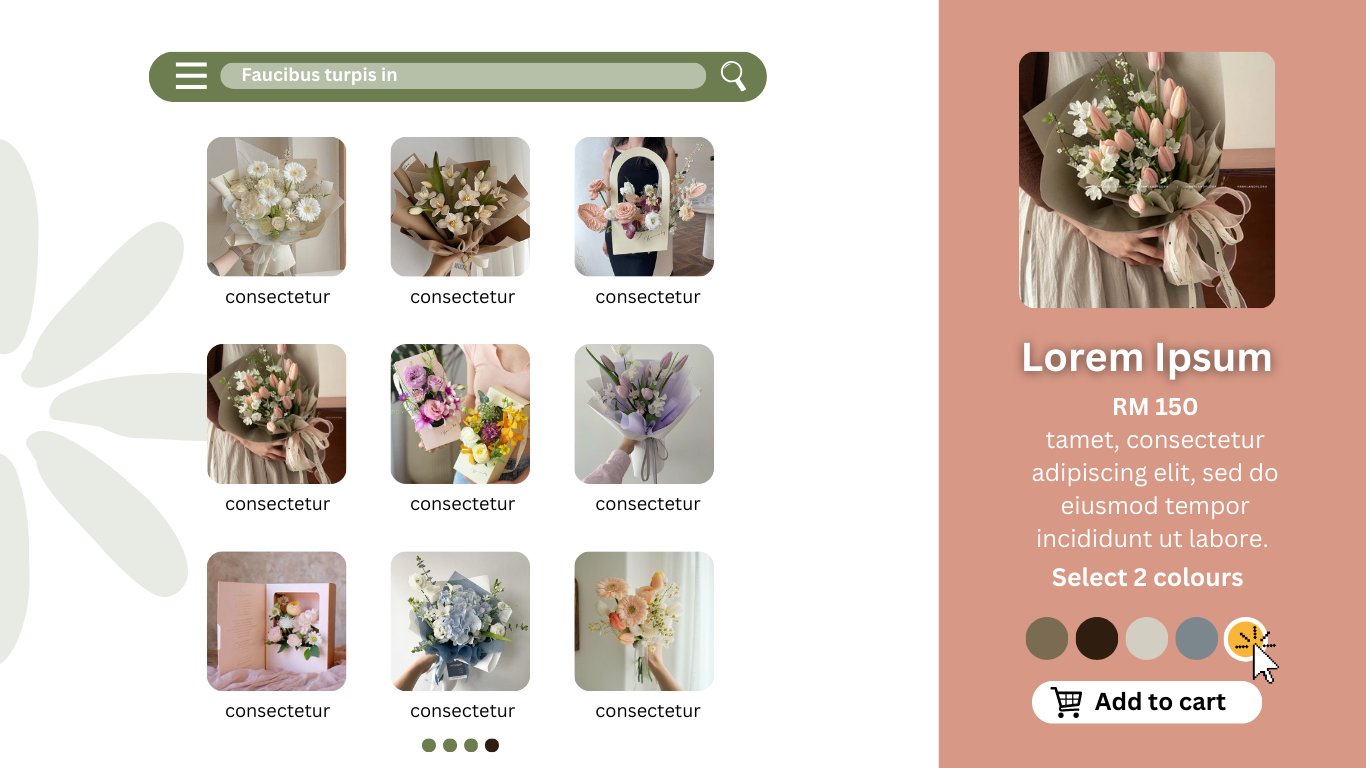 Faucibus turpis in
consectetur
consectetur
consectetur
consectetur
consectetur
consectetur
consectetur
consectetur
consectetur
Lorem Ipsum
RM 150
tamet, consectetur
adipiscing elit, sed do
eiusmod tempor
incididunt ut labore.
Select 2 colours
Add to cart